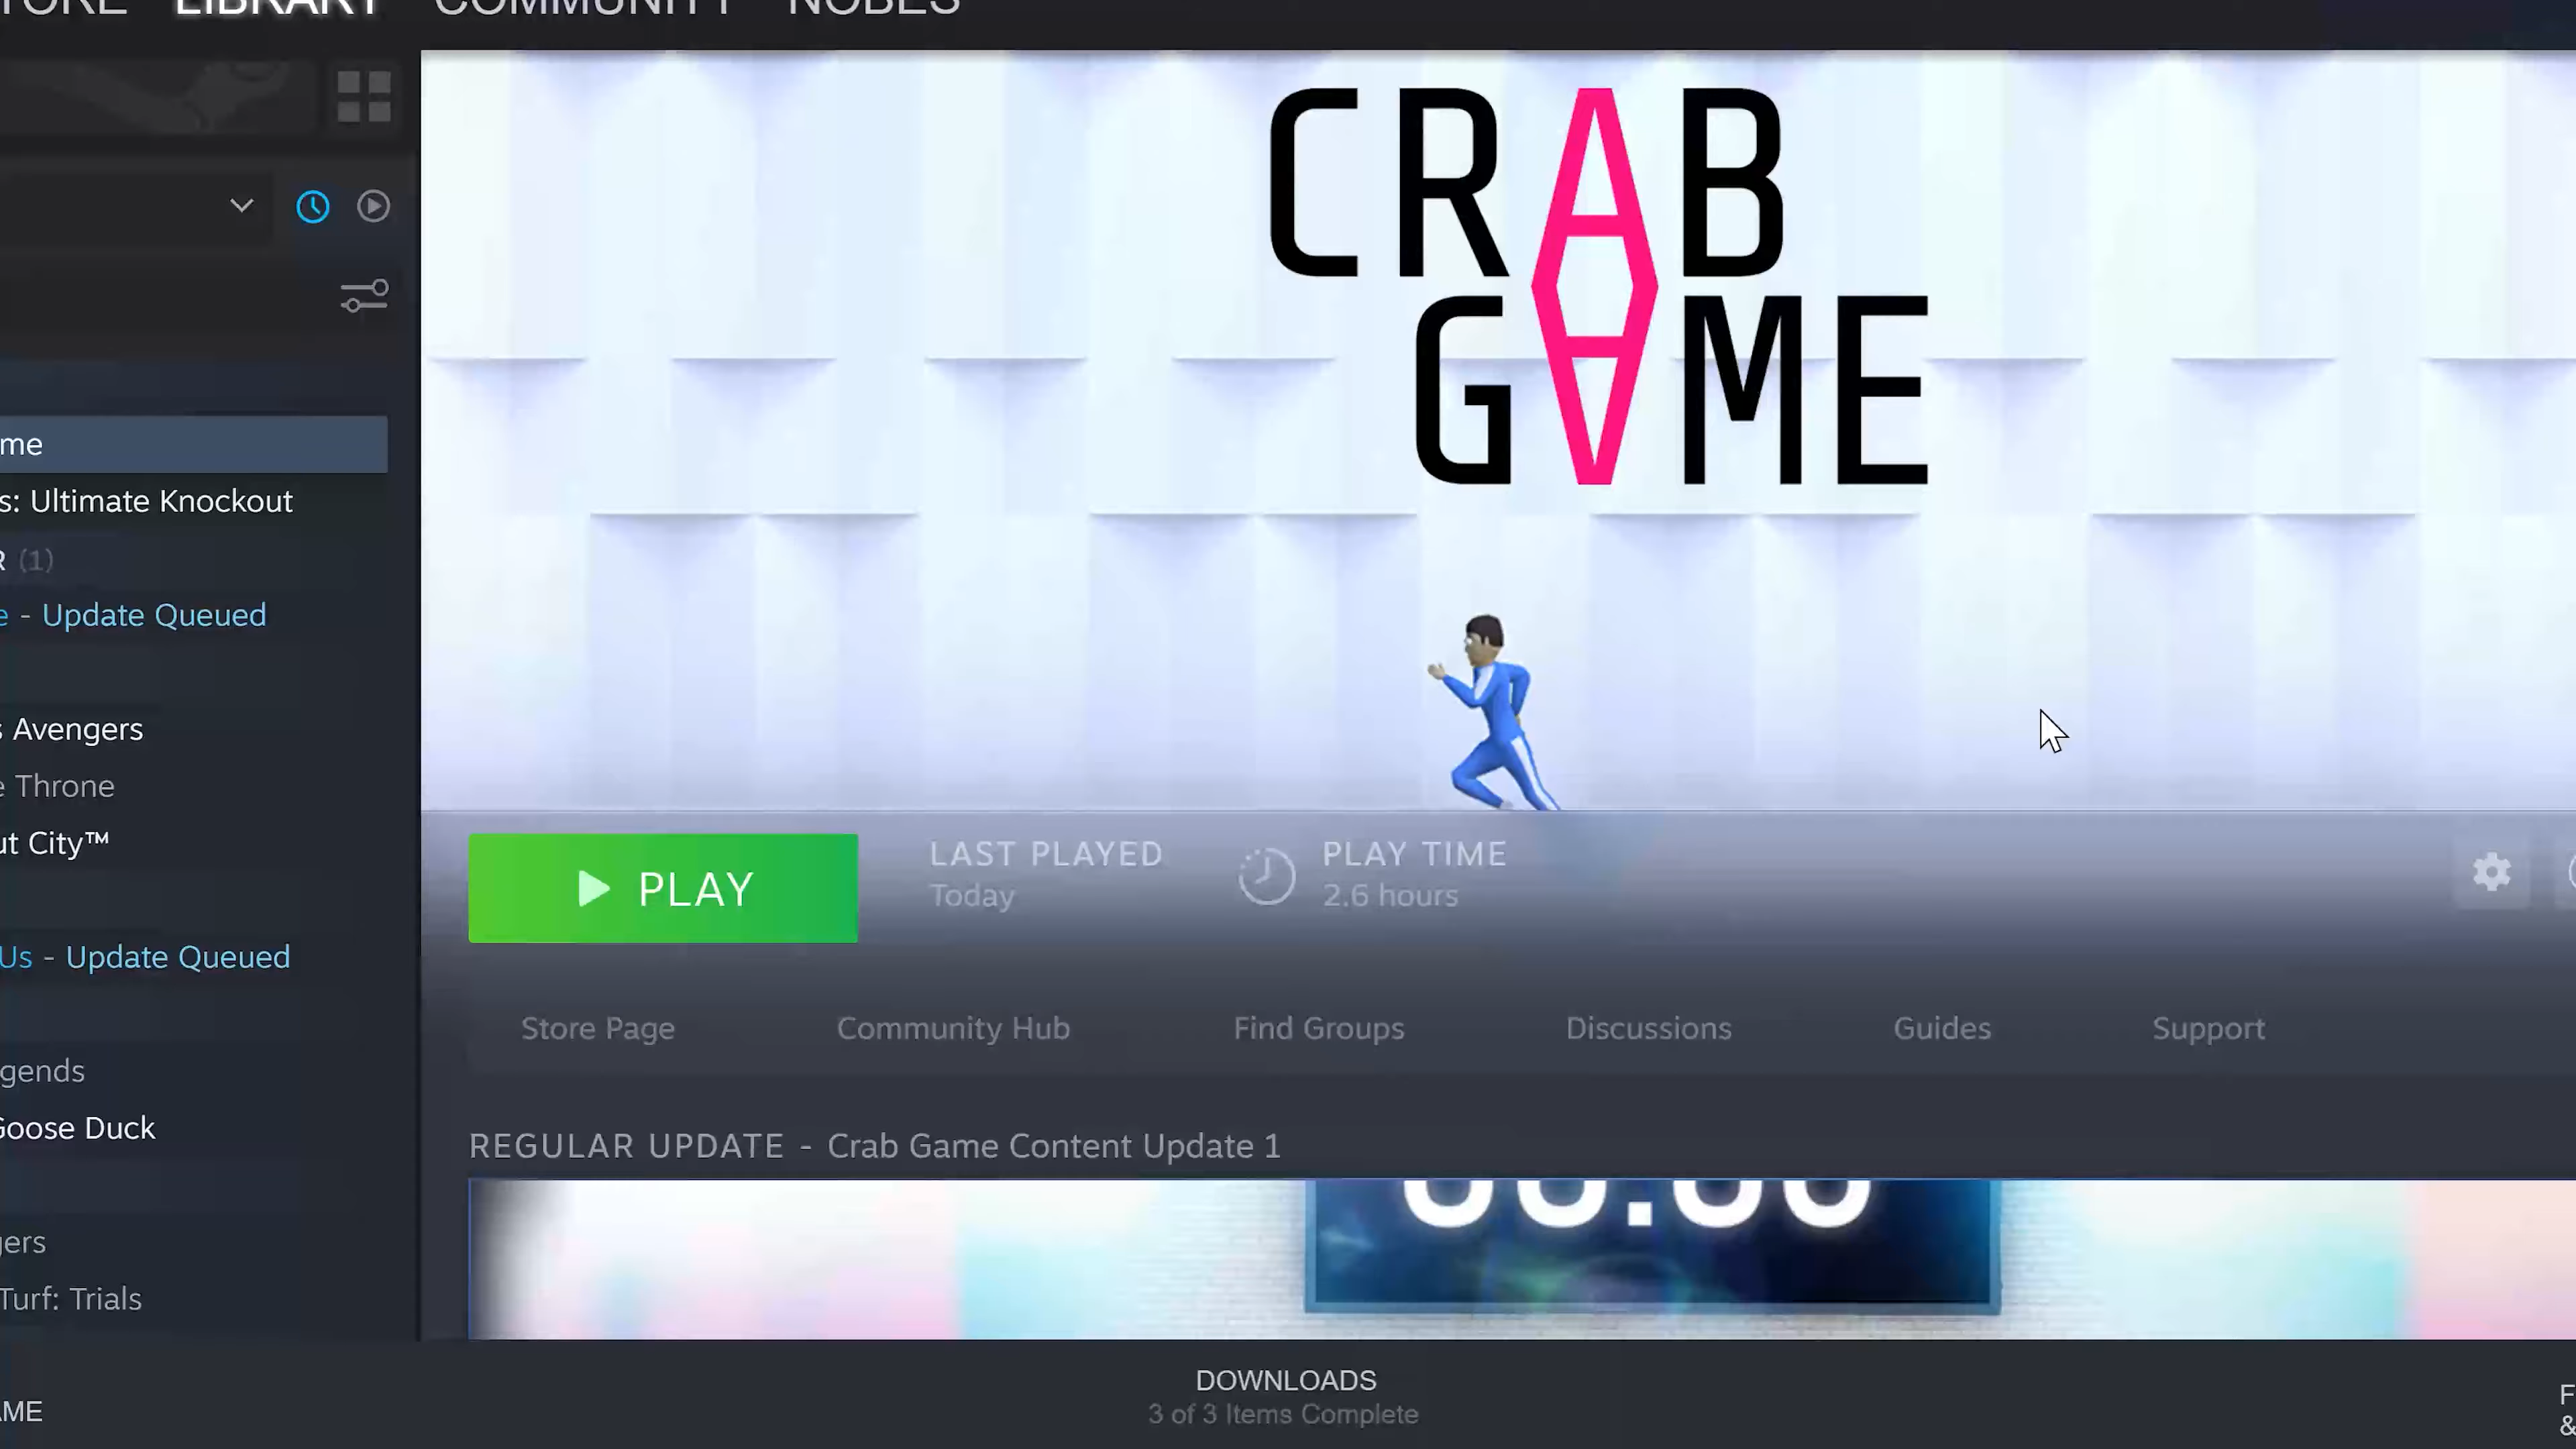 LIBRARY COMMUNITY NOBES
CRAB
GAME
me
s: Ultimate Knockout
R (1)
e - Update Queued
s Avengers
e Throne
ut City™
Us - Update Queued
gends
Goose Duck
gers
Turf: Trials
PLAY
LAST PLAYED
Today
PLAY TIME
2.6 hours
Store Page Community Hub Find Groups Discussions Guides Support
REGULAR UPDATE - Crab Game Content Update 1
AME
DOWNLOADS
3 of 3 Items Complete
F
&